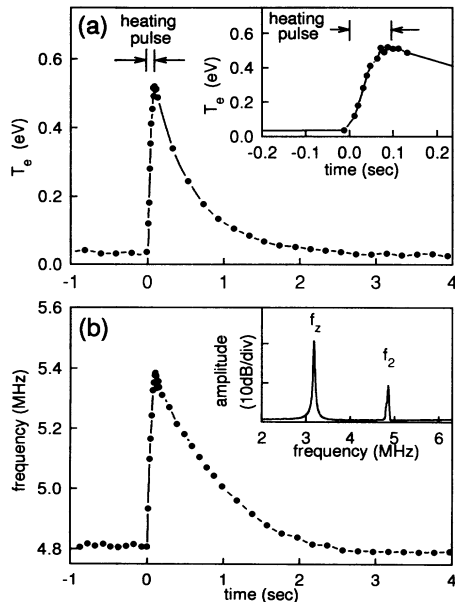 (a)
heating
pulse
T_e (eV)
0.6
0.4
0.2
0.0
-1 0 1 2 3 4
heating
pulse
T_e (eV)
0.6
0.4
0.2
0
-0.2 -0.1 0.0 0.1 0.2
time (sec)
(b)
frequency (MHz)
5.6
5.4
5.2
5.0
4.8
-1 0 1 2 3 4
time (sec)
amplitude
(10dB/div)
f_z
f_2
2 3 4 5 6
frequency (MHz)